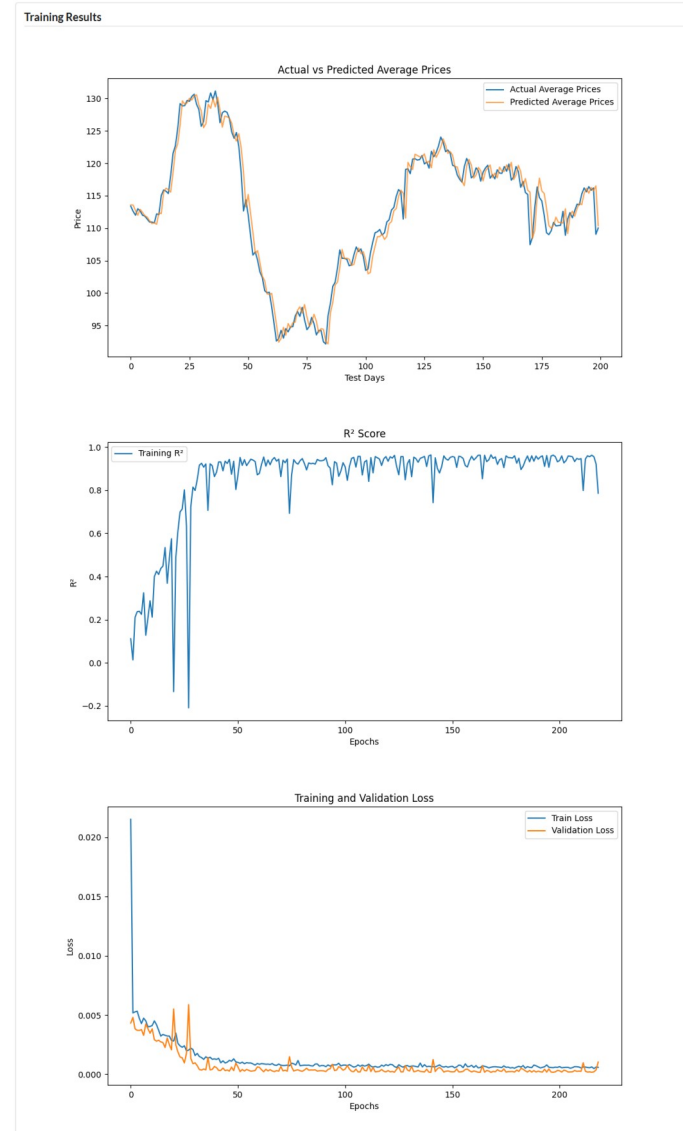 Training Results
Actual vs Predicted Average Prices
Actual Average Prices
Predicted Average Prices
130
125
120
115
110
105
100
95
Price
0 25 50 75 100 125 150 175 200
Test Days
R² Score
Training R²
1.0
0.8
0.6
0.4
0.2
0.0
−0.2
R²
0 50 100 150 200
Epochs
Training and Validation Loss
Train Loss
Validation Loss
0.020
0.015
0.010
0.005
0.000
Loss
0 50 100 150 200
Epochs